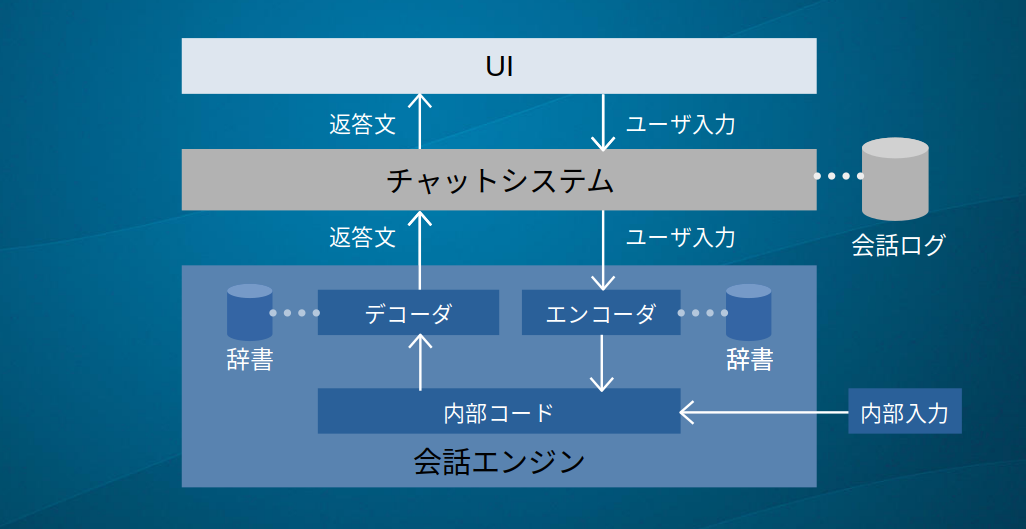 UI
返答文
ユーザ入力
チャットシステム
会話ログ
返答文
ユーザ入力
デコーダ
エンコーダ
辞書
辞書
内部コード
内部入力
会話エンジン